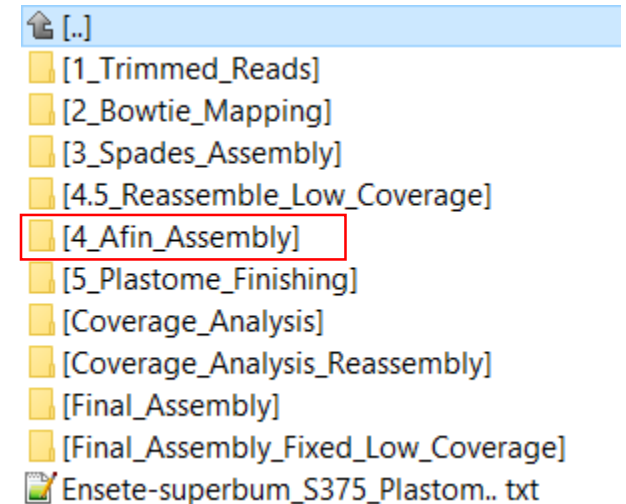 [..]
[1_Trimmed_Reads]
[2_Bowtie_Mapping]
[3_Spades_Assembly]
[4.5_Reassemble_Low_Coverage]
[4_Afin_Assembly]
[5_Plastome_Finishing]
[Coverage_Analysis]
[Coverage_Analysis_Reassembly]
[Final_Assembly]
[Final_Assembly_Fixed_Low_Coverage]
Ensete-superbum_S375_Plastom.. txt